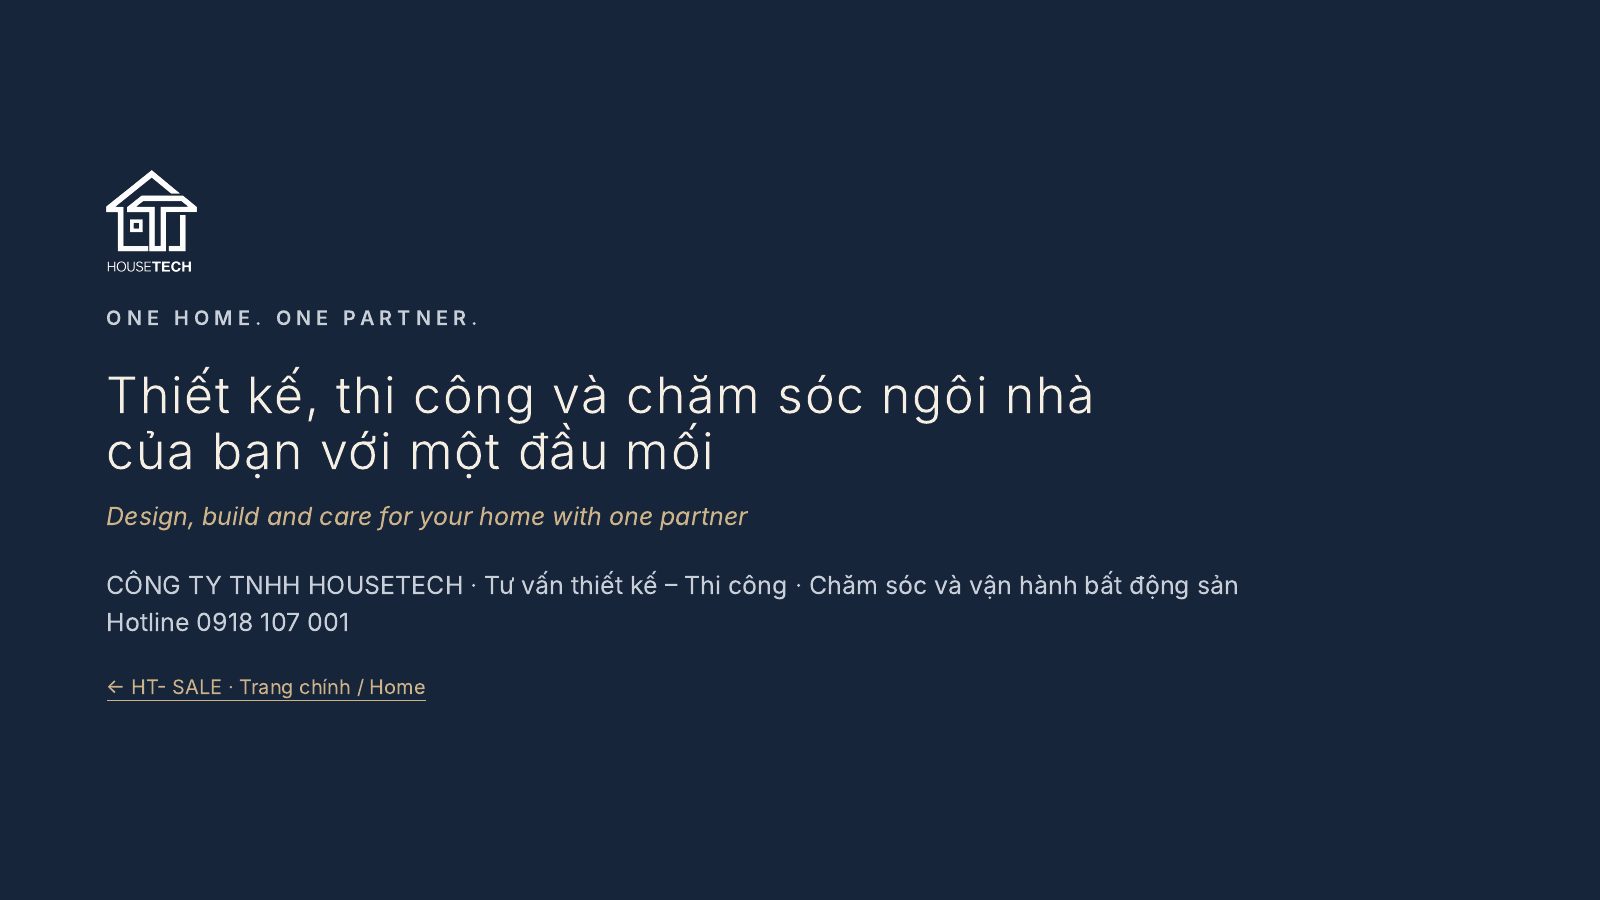 HOUSETECH
ONE HOME. ONE PARTNER.
Thiết kế, thi công và chăm sóc ngôi nhà
của bạn với một đầu mối
Design, build and care for your home with one partner
CÔNG TY TNHH HOUSETECH · Tư vấn thiết kế – Thi công · Chăm sóc và vận hành bất động sản
Hotline 0918 107 001
← HT- SALE · Trang chính / Home